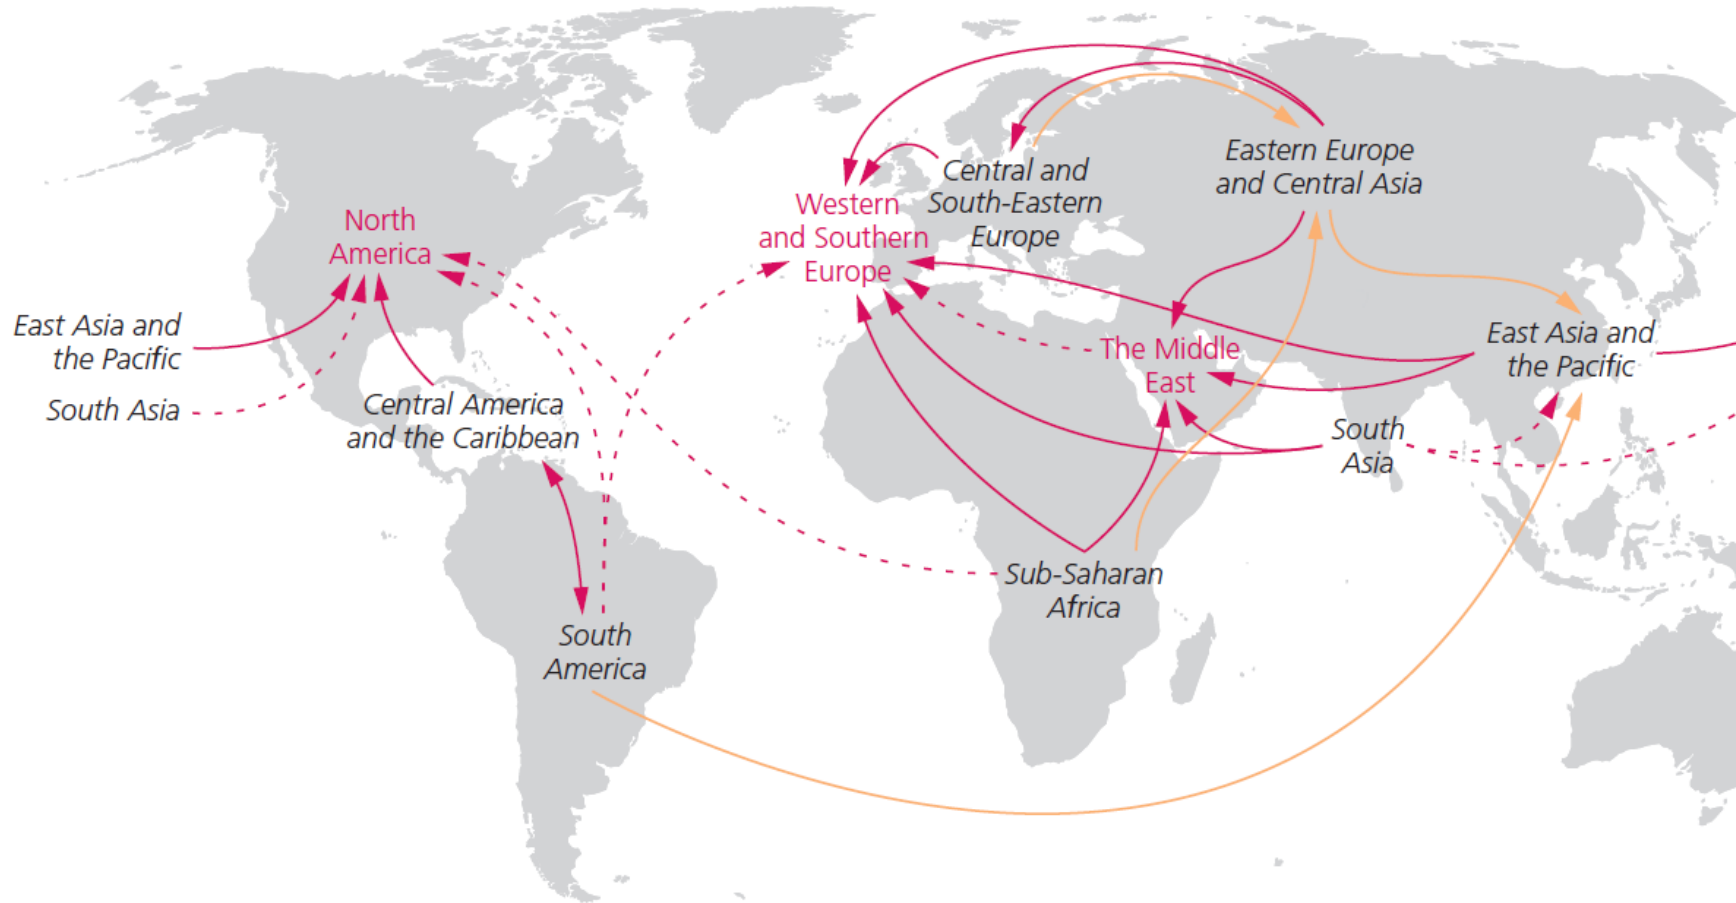 North
America
East Asia and
the Pacific
South Asia
Central America
and the Caribbean
South
America
Western
and Southern
Europe
Central and
South-Eastern
Europe
Eastern Europe
and Central Asia
The Middle
East
East Asia and
the Pacific
South
Asia
Sub-Saharan
Africa